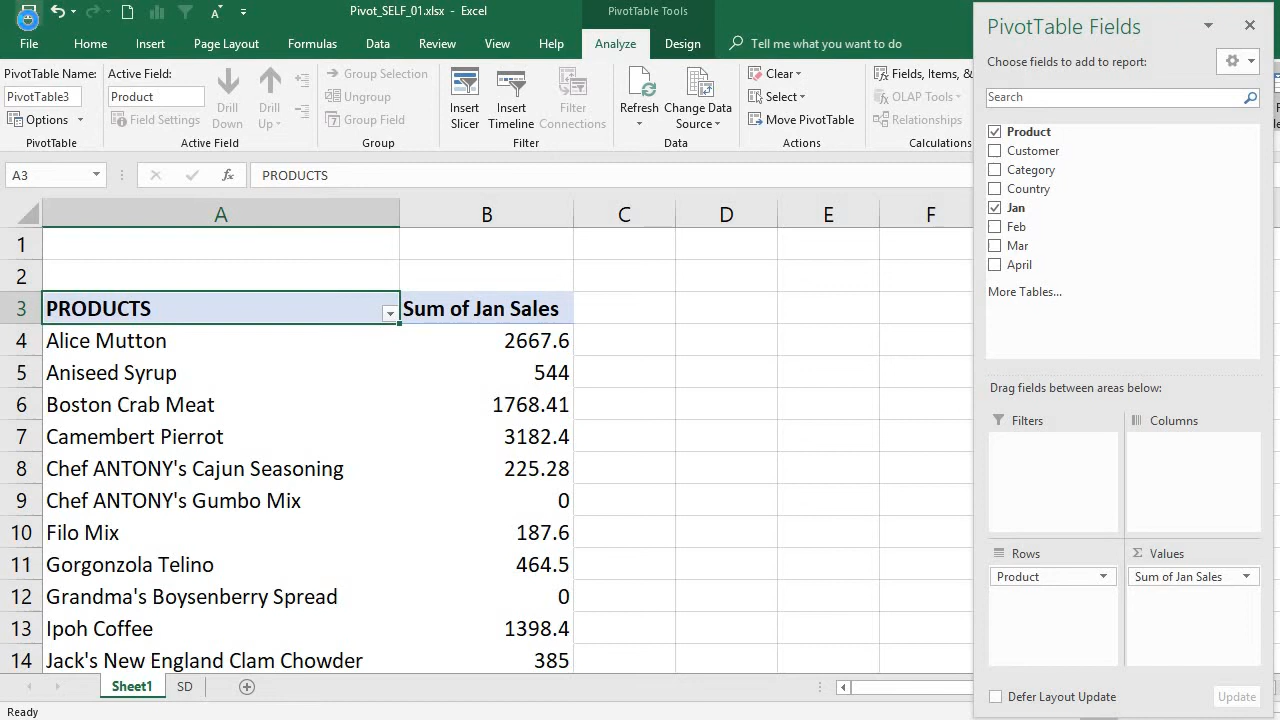 Pivot_SELF_01.xlsx - Excel
PivotTable Tools
File Home Insert Page Layout Formulas Data Review View Help Analyze Design Tell me what you want to do
PivotTable Name:
PivotTable3
Options
PivotTable
Active Field:
Product
Field Settings
Drill Down
Drill Up
Active Field
Group Selection
Ungroup
Group Field
Group
Insert Slicer
Insert Timeline
Filter Connections
Filter
Refresh
Change Data Source
Data
Clear
Select
Move PivotTable
Actions
Fields, Items, &
OLAP Tools
Relationships
Calculations
A3 fx PRODUCTS
A B C D E F
1
2
3 PRODUCTS Sum of Jan Sales
4 Alice Mutton 2667.6
5 Aniseed Syrup 544
6 Boston Crab Meat 1768.41
7 Camembert Pierrot 3182.4
8 Chef ANTONY's Cajun Seasoning 225.28
9 Chef ANTONY's Gumbo Mix 0
10 Filo Mix 187.6
11 Gorgonzola Telino 464.5
12 Grandma's Boysenberry Spread 0
13 Ipoh Coffee 1398.4
14 Jack's New England Clam Chowder 385
Sheet1 SD
Ready
PivotTable Fields
Choose fields to add to report:
Search
Product
Customer
Category
Country
Jan
Feb
Mar
April
More Tables...
Drag fields between areas below:
Filters
Columns
Rows
Product
Values
Sum of Jan Sales
Defer Layout Update
Update